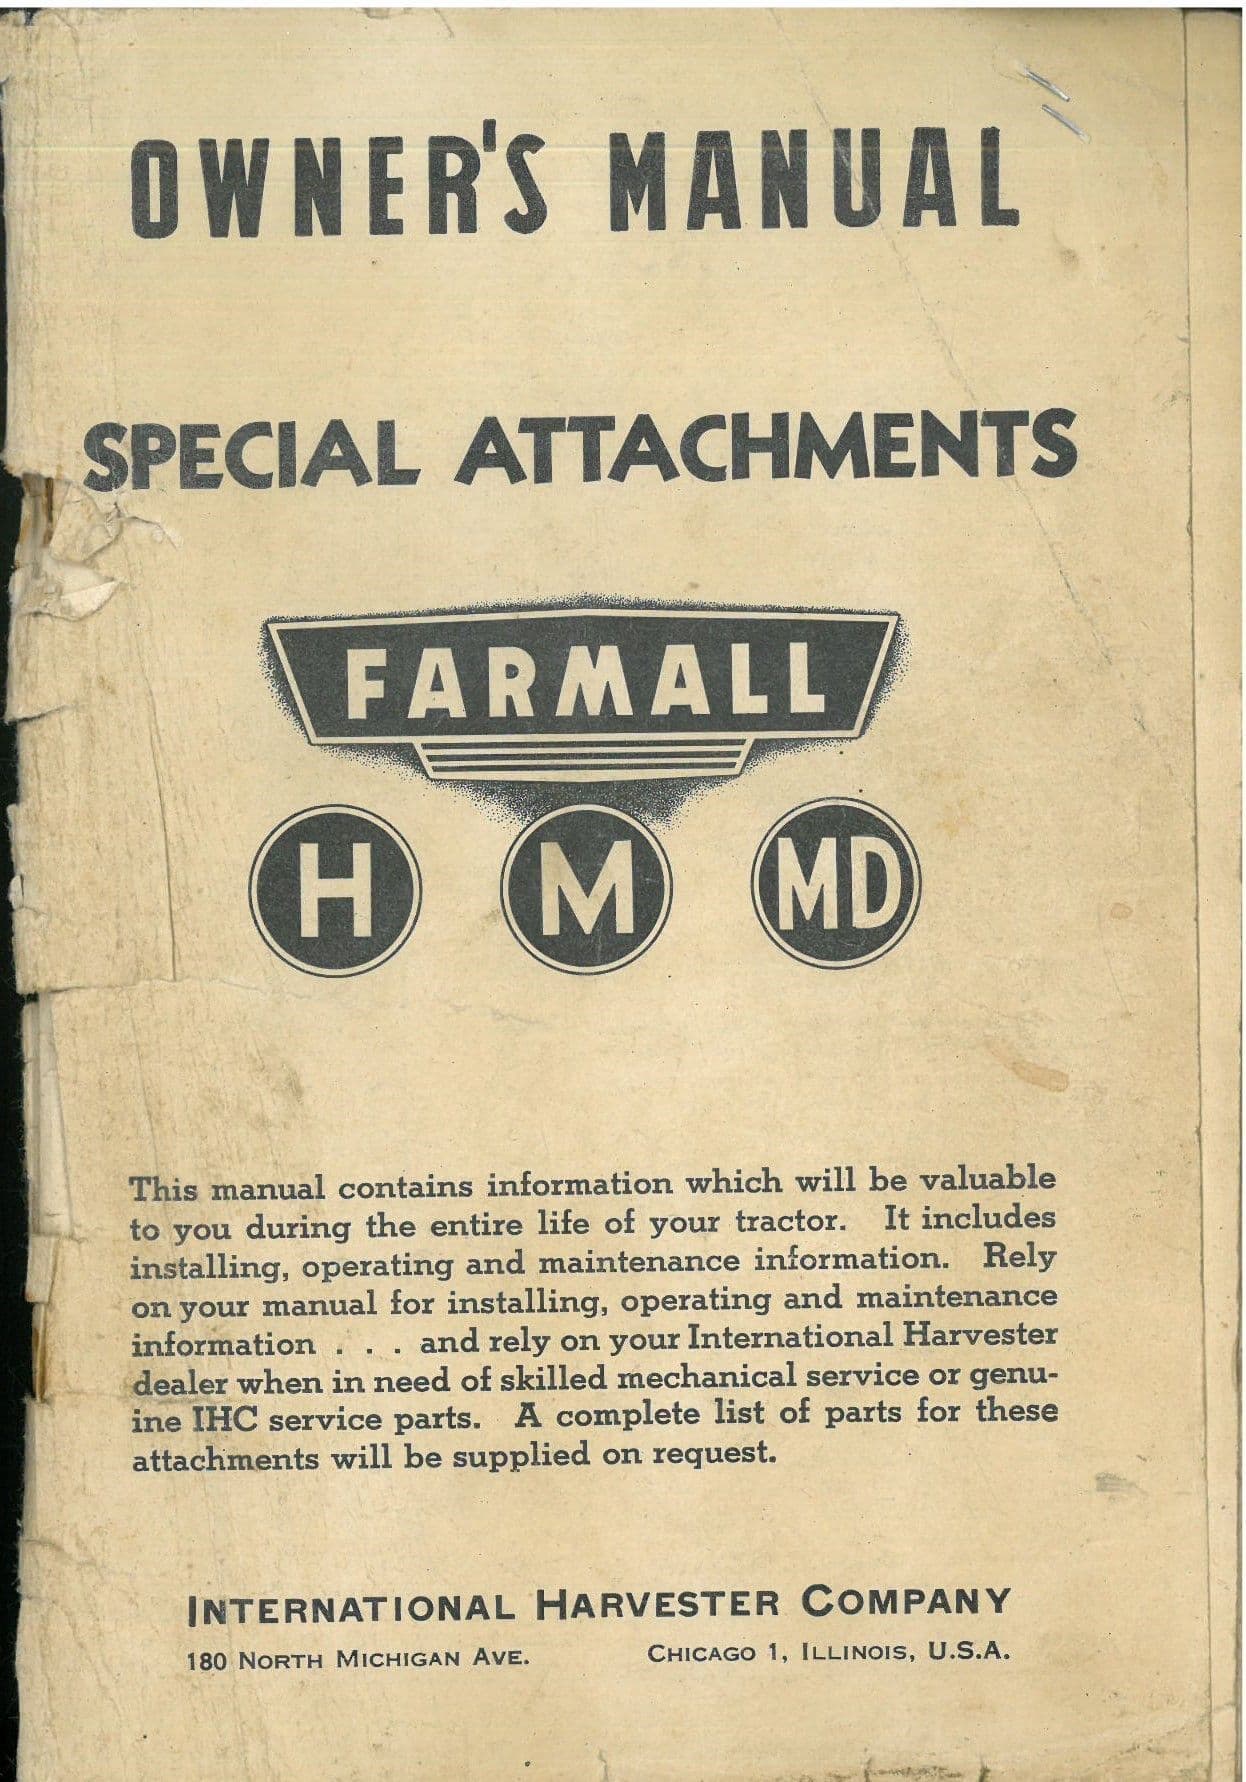 OWNER'S MANUAL
SPECIAL ATTACHMENTS
FARMALL
H M MD
This manual contains information which will be valuable
to you during the entire life of your tractor. It includes
installing, operating and maintenance information. Rely
on your manual for installing, operating and maintenance
information . . . and rely on your International Harvester
dealer when in need of skilled mechanical service or genu-
ine IHC service parts. A complete list of parts for these
attachments will be supplied on request.
INTERNATIONAL HARVESTER COMPANY
180 NORTH MICHIGAN AVE. CHICAGO 1, ILLINOIS, U.S.A.